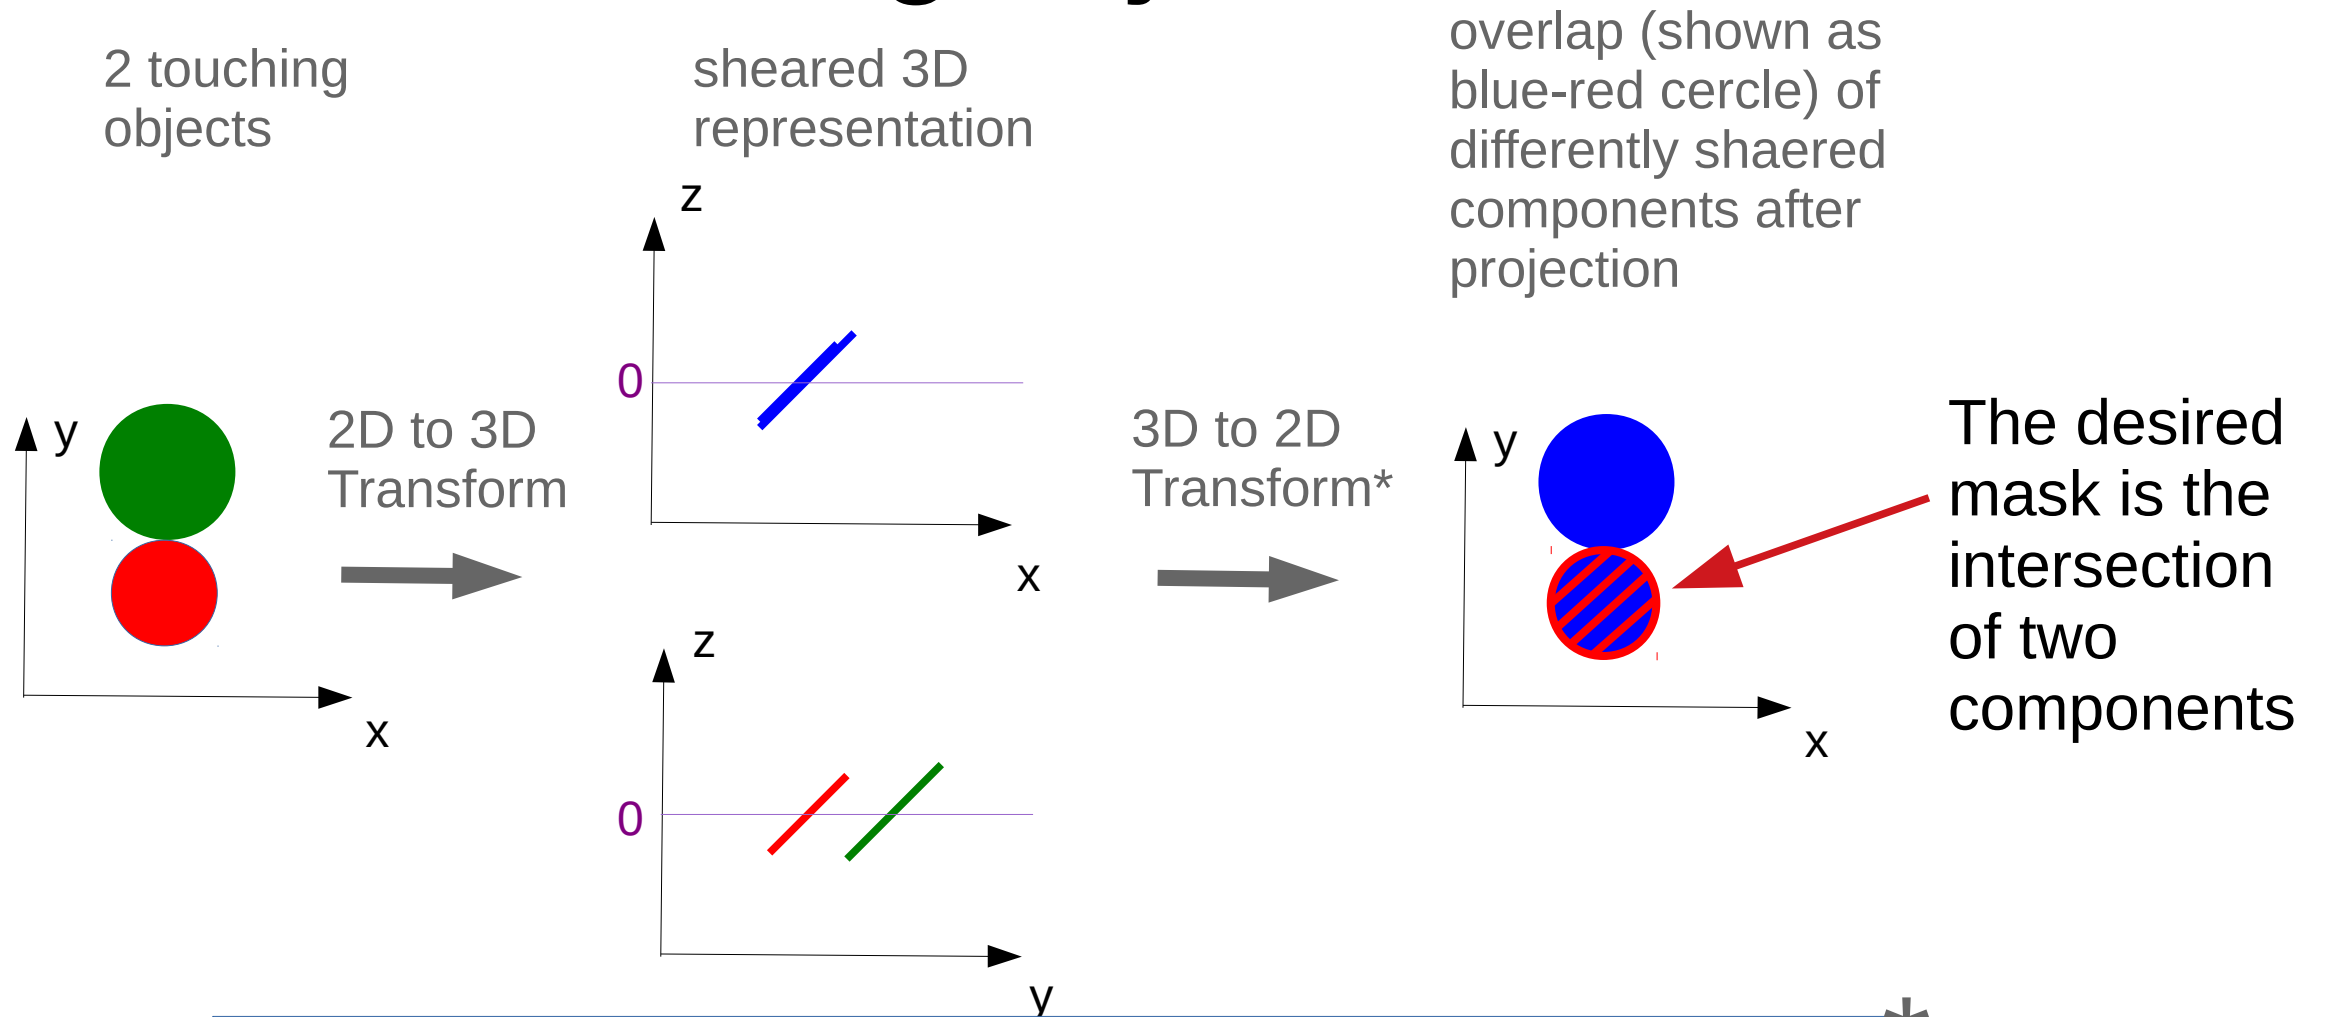 2 touching
objects
sheared 3D
representation
overlap (shown as
blue-red cercle) of
differently shaered
components after
projection
z
0
x
y
x
2D to 3D
Transform
3D to 2D
Transform*
y
x
The desired
mask is the
intersection
of two
components
z
0
y
*